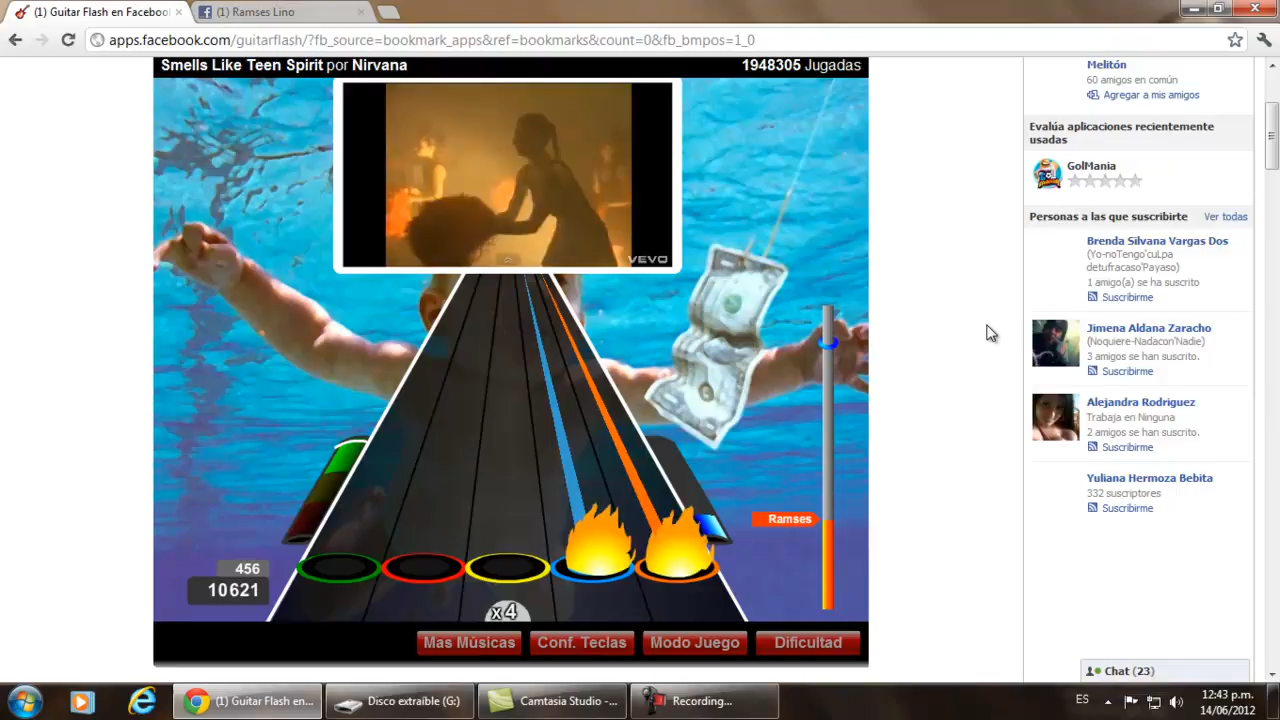 (1) Guitar Flash en Faceboo
(1) Ramses Lino
apps.facebook.com/guitarflash/?fb_source=bookmark_apps&ref=bookmarks&count=0&fb_bmpos=1_0
Smells Like Teen Spirit por Nirvana
1948305 Jugadas
VEVO
Ramses
456
10621
x4
Mas Músicas
Conf. Teclas
Modo Juego
Dificultad
Melitón
60 amigos en común
Agregar a mis amigos
Evalúa aplicaciones recientemente
usadas
GolMania
Personas a las que suscribirte
Ver todas
Brenda Silvana Vargas Dos
(Yo-noTengo'cuLpa
detufracaso'Payaso)
1 amigo(a) se ha suscrito
Suscribirme
Jimena Aldana Zaracho
(Noquiere-Nadacon'Nadie)
3 amigos se han suscrito.
Suscribirme
Alejandra Rodriguez
Trabaja en Ninguna
2 amigos se han suscrito.
Suscribirme
Yuliana Hermoza Bebita
332 suscriptores
Suscribirme
Chat (23)
(1) Guitar Flash en...
Disco extraíble (G:)
Camtasia Studio -...
Recording...
ES
12:43 p.m.
14/06/2012